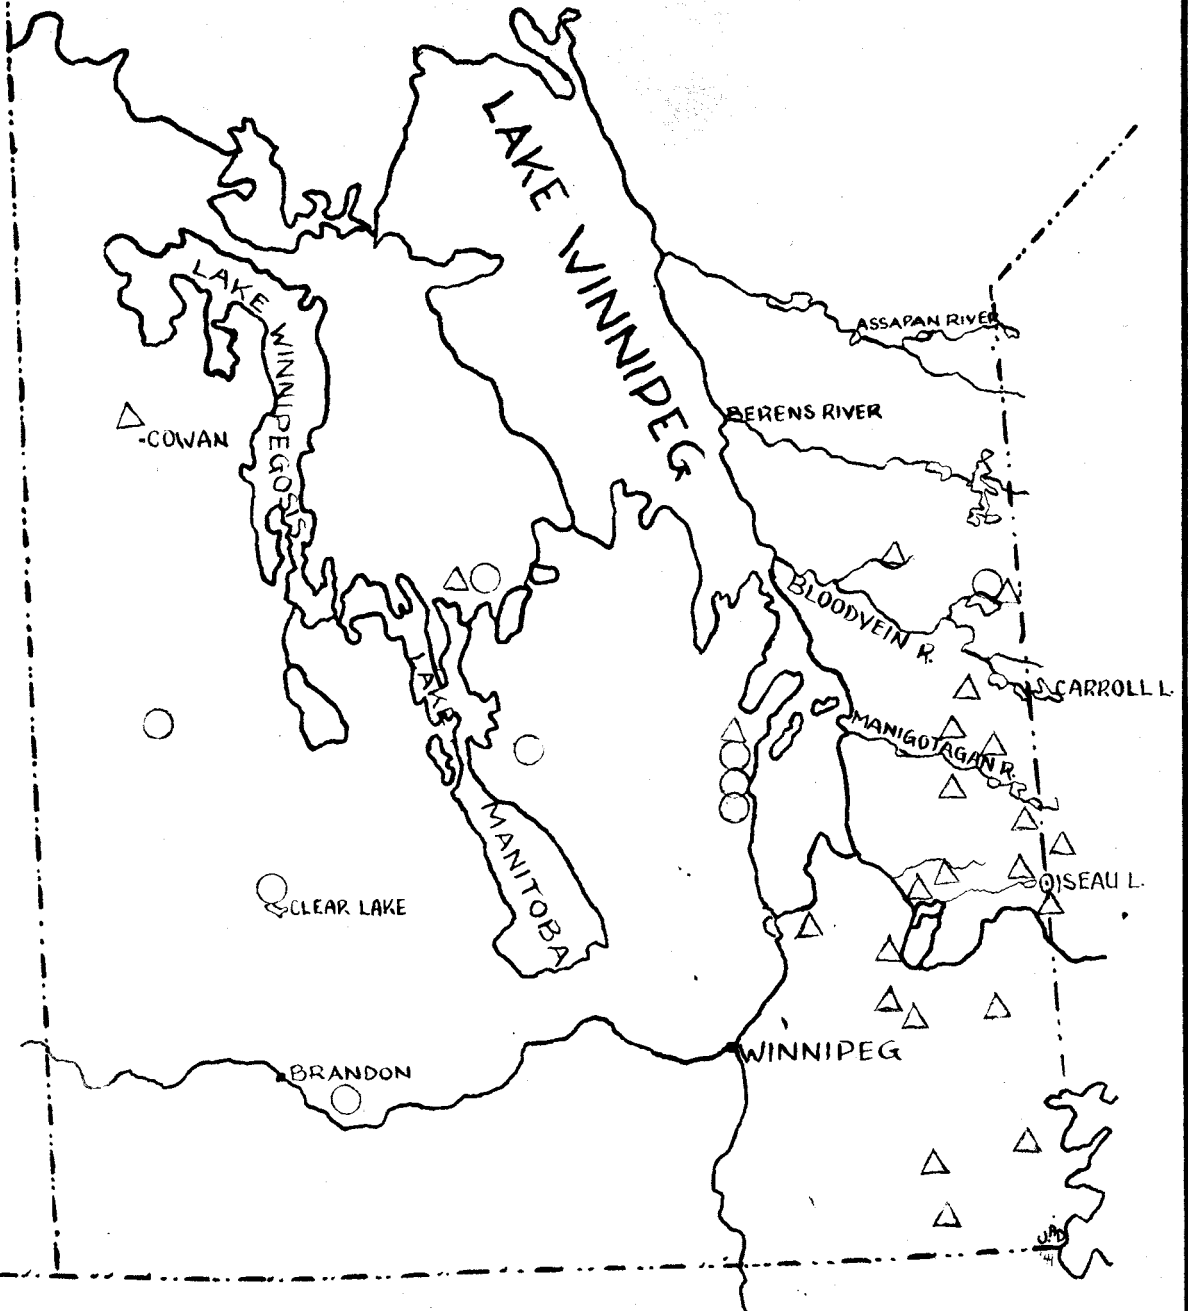 LAKE WINNIPEG
LAKE WINNIPEGOSIS
ASSAPAN RIVER
BERENS RIVER
COWAN
BLOODVEIN R.
LAKE MANITOBA
CARROLL L.
MANIGOTAGAN R.
OISEAU L.
CLEAR LAKE
WINNIPEG
BRANDON